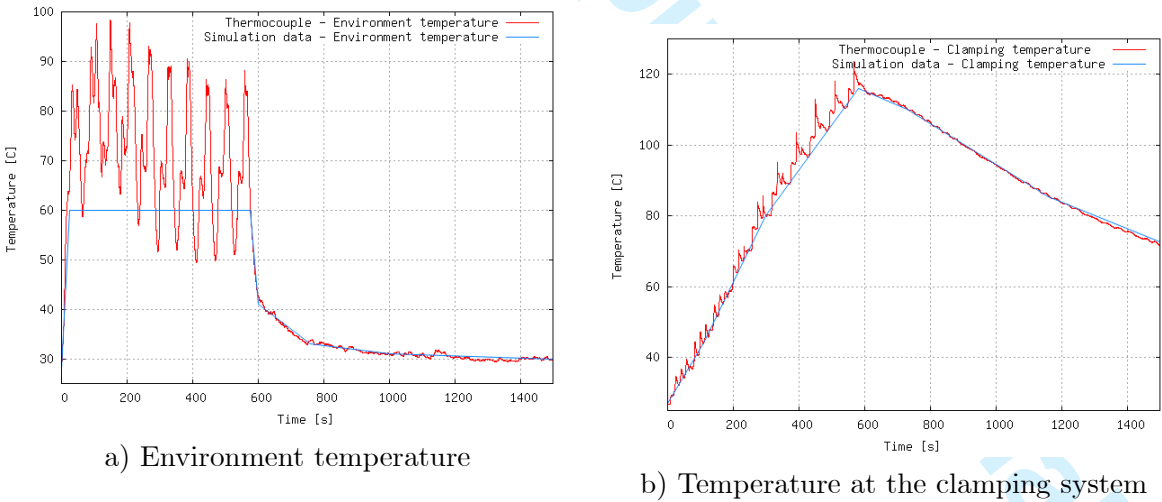 100
90
80
70
60
50
40
30
Temperature [C]
Thermocouple - Environment temperature
Simulation data - Environment temperature
0 200 400 600 800 1000 1200 1400
Time [s]
a) Environment temperature
120
100
80
60
40
Temperature [C]
Thermocouple - Clamping temperature
Simulation data - Clamping temperature
0 200 400 600 800 1000 1200 1400
Time [s]
b) Temperature at the clamping system